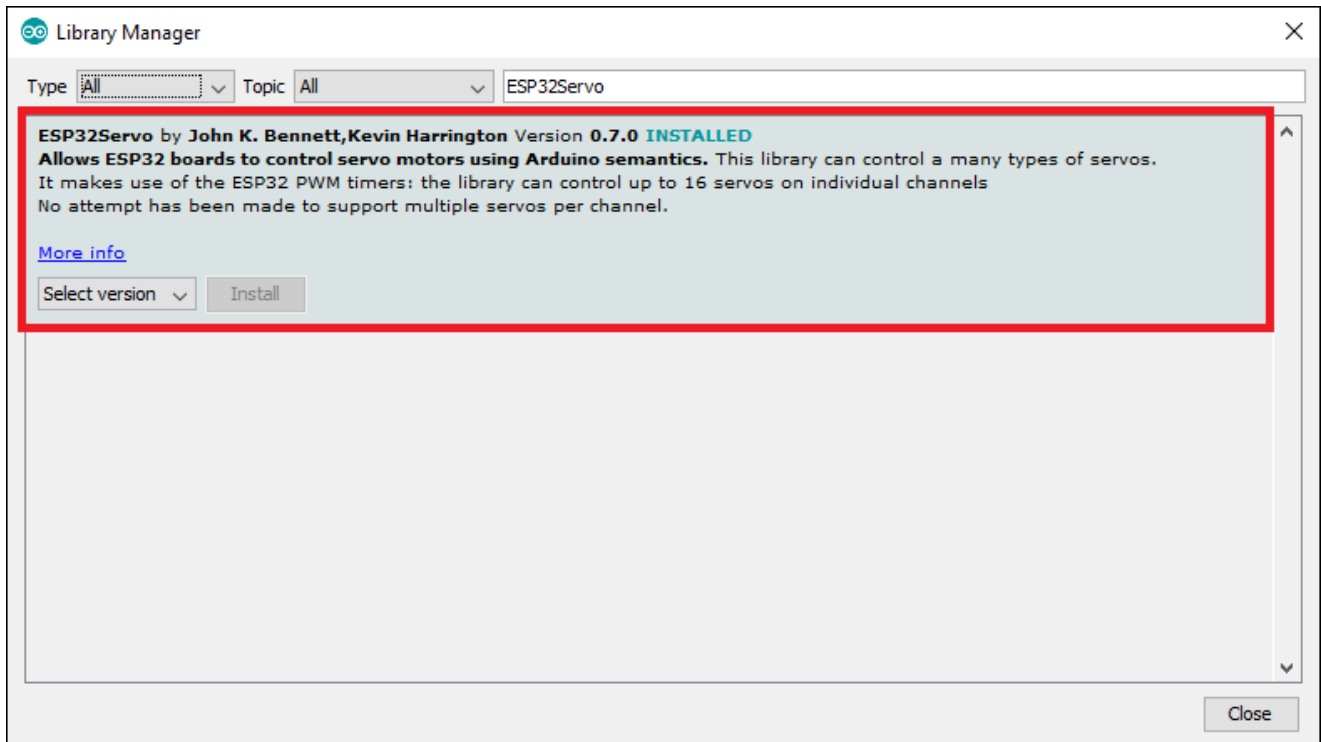 Library Manager
Type All Topic All ESP32Servo
ESP32Servo by John K. Bennett,Kevin Harrington Version 0.7.0 INSTALLED
Allows ESP32 boards to control servo motors using Arduino semantics. This library can control a many types of servos.
It makes use of the ESP32 PWM timers: the library can control up to 16 servos on individual channels
No attempt has been made to support multiple servos per channel.
More info
Select version Install
Close